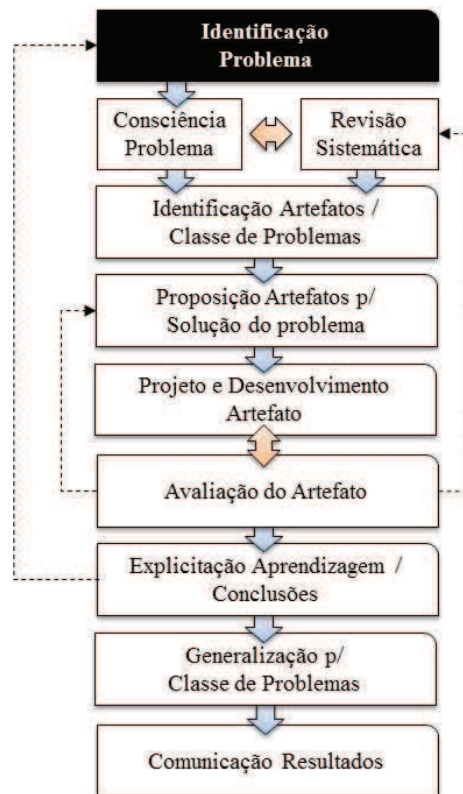 Identificação
Problema
Consciência
Problema
Revisão
Sistemática
Identificação Artefatos /
Classe de Problemas
Proposição Artefatos p/
Solução do problema
Projeto e Desenvolvimento
Artefato
Avaliação do Artefato
Explicitação Aprendizagem /
Conclusões
Generalização p/
Classe de Problemas
Comunicação Resultados